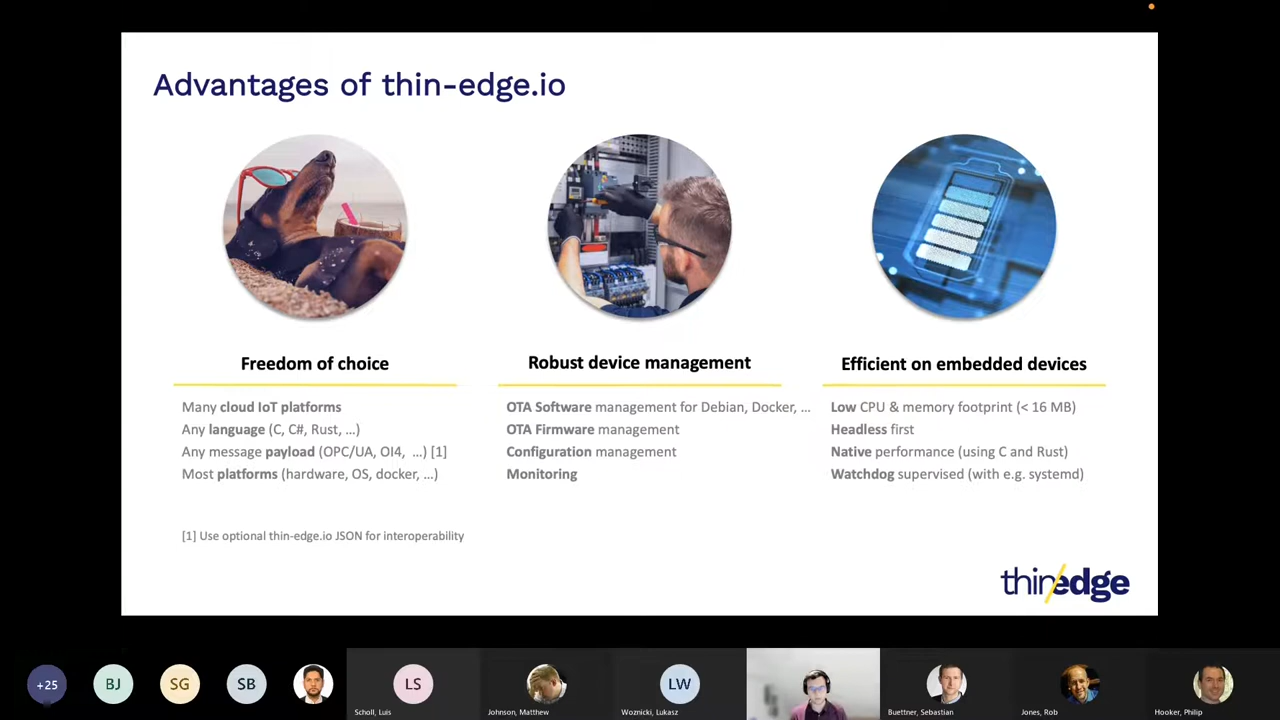 Advantages of thin-edge.io
Freedom of choice
Many cloud IoT platforms
Any language (C, C#, Rust, …)
Any message payload (OPC/UA, OI4,  …) [1]
Most platforms (hardware, OS, docker, …)
Robust device management
OTA Software management for Debian, Docker, …
OTA Firmware management
Configuration management
Monitoring
Efficient on embedded devices
Low CPU & memory footprint (< 16 MB)
Headless first
Native performance (using C and Rust)
Watchdog supervised (with e.g. systemd)
[1] Use optional thin-edge.io JSON for interoperability
thin/edge
+25
BJ
SG
SB
LS
Scholl, Luis
Johnson, Matthew
LW
Woznicki, Lukasz
Buettner, Sebastian
Jones, Rob
Hooker, Philip